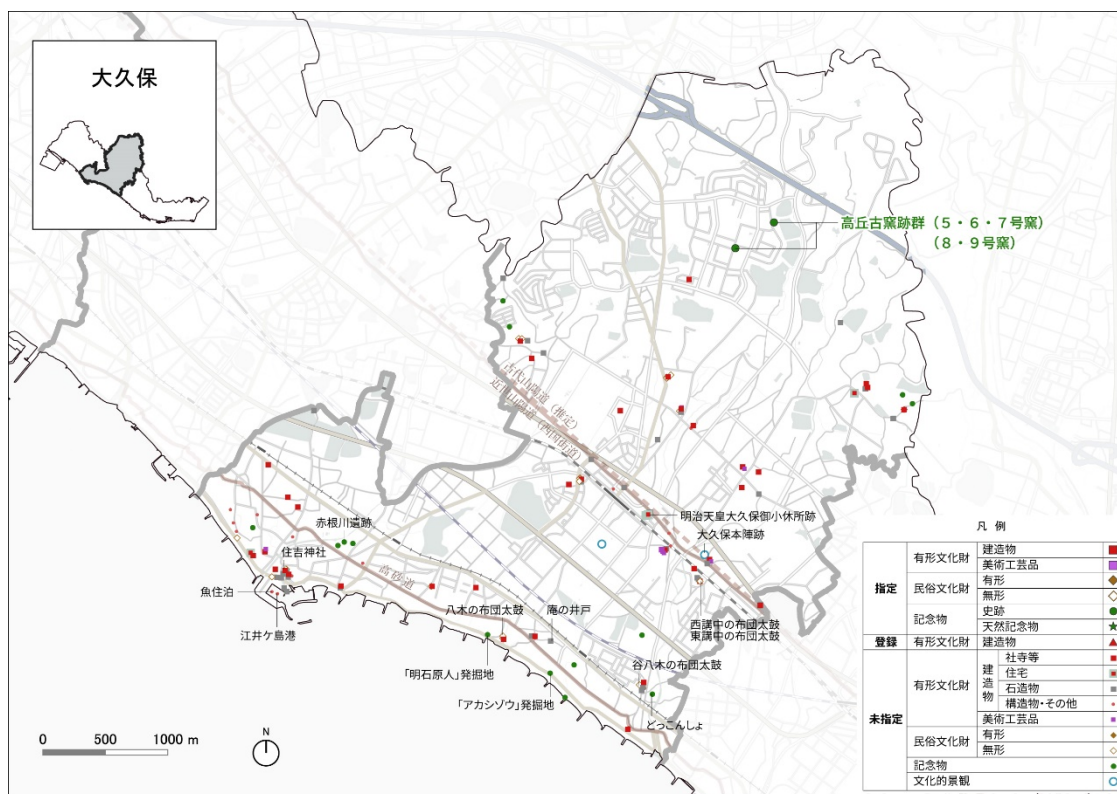 大久保
高丘古窯跡群（５・６・７号窯）
（８・９号窯）
古代山陽道（推定）
近世山陽道（西国街道）
明治天皇大久保御小休所跡
大久保本陣跡
赤根川遺跡
住吉神社
高砂道
魚住泊
江井ケ島港
八木の布団太鼓
庵の井戸
西講中の布団太鼓
東講中の布団太鼓
谷八木の布団太鼓
「明石原人」発掘地
「アカシゾウ」発掘地
どっこんしょ
0 500 1000 m
N
凡 例
指定
有形文化財
建造物
美術工芸品
民俗文化財
有形
無形
記念物
史跡
天然記念物
登録
有形文化財
建造物
未指定
有形文化財
建造物
社寺等
住宅
石造物
構造物・その他
美術工芸品
民俗文化財
有形
無形
記念物
文化的景観